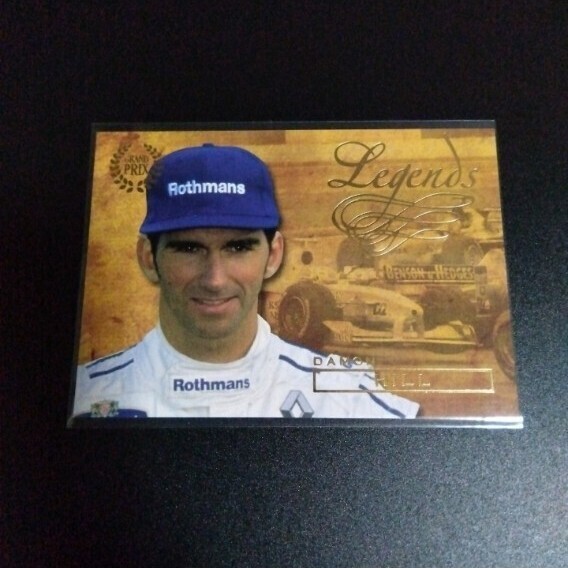 GRAND
PRIX
Legends
Rothmans
BENSON & HEDGES
DAMON
HILL
Rothmans